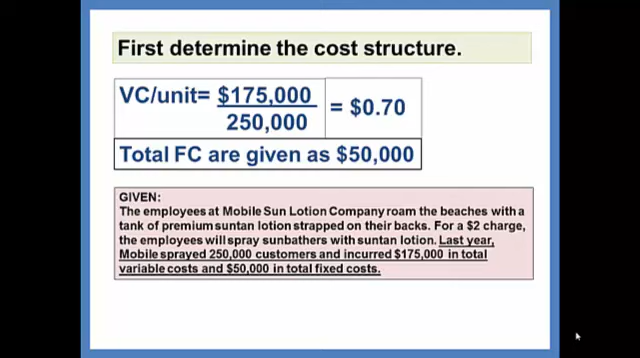 First determine the cost structure.
VC/unit= $175,000 = $0.70
250,000
Total FC are given as $50,000
GIVEN:
The employees at Mobile Sun Lotion Company roam the beaches with a
tank of premium suntan lotion strapped on their backs. For a $2 charge,
the employees will spray sunbathers with suntan lotion. Last year,
Mobile sprayed 250,000 customers and incurred $175,000 in total
variable costs and $50,000 in total fixed costs.